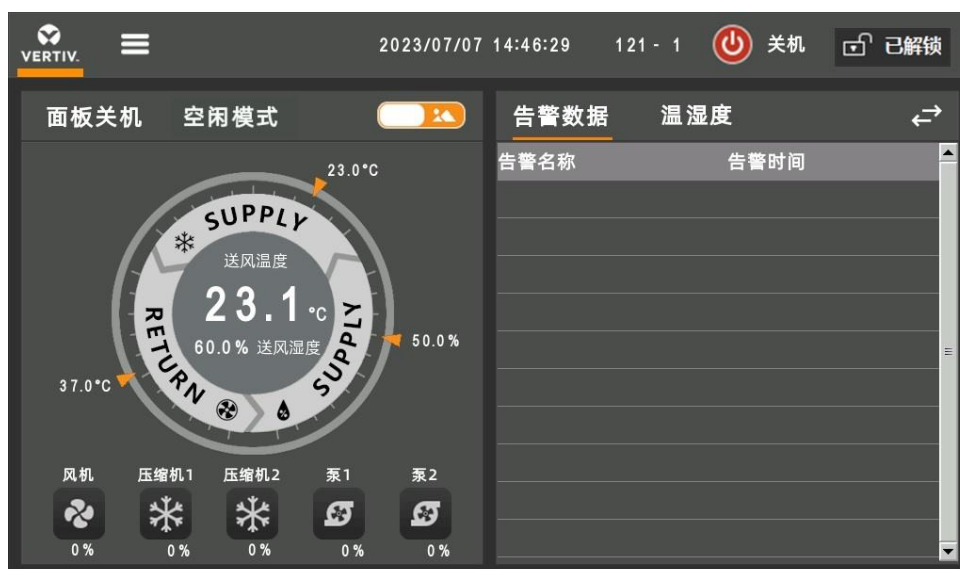 VERTIV.
2023/07/07 14:46:29
121 - 1
关机
已解锁
面板关机
空闲模式
23.0°C
SUPPLY
送风温度
23.1 °C
60.0% 送风湿度
SUPPLY
50.0%
RETURN
37.0°C
%
风机
压缩机1
压缩机2
泵1
泵2
0%
0%
0%
0%
0%
告警数据
温湿度
告警名称
告警时间